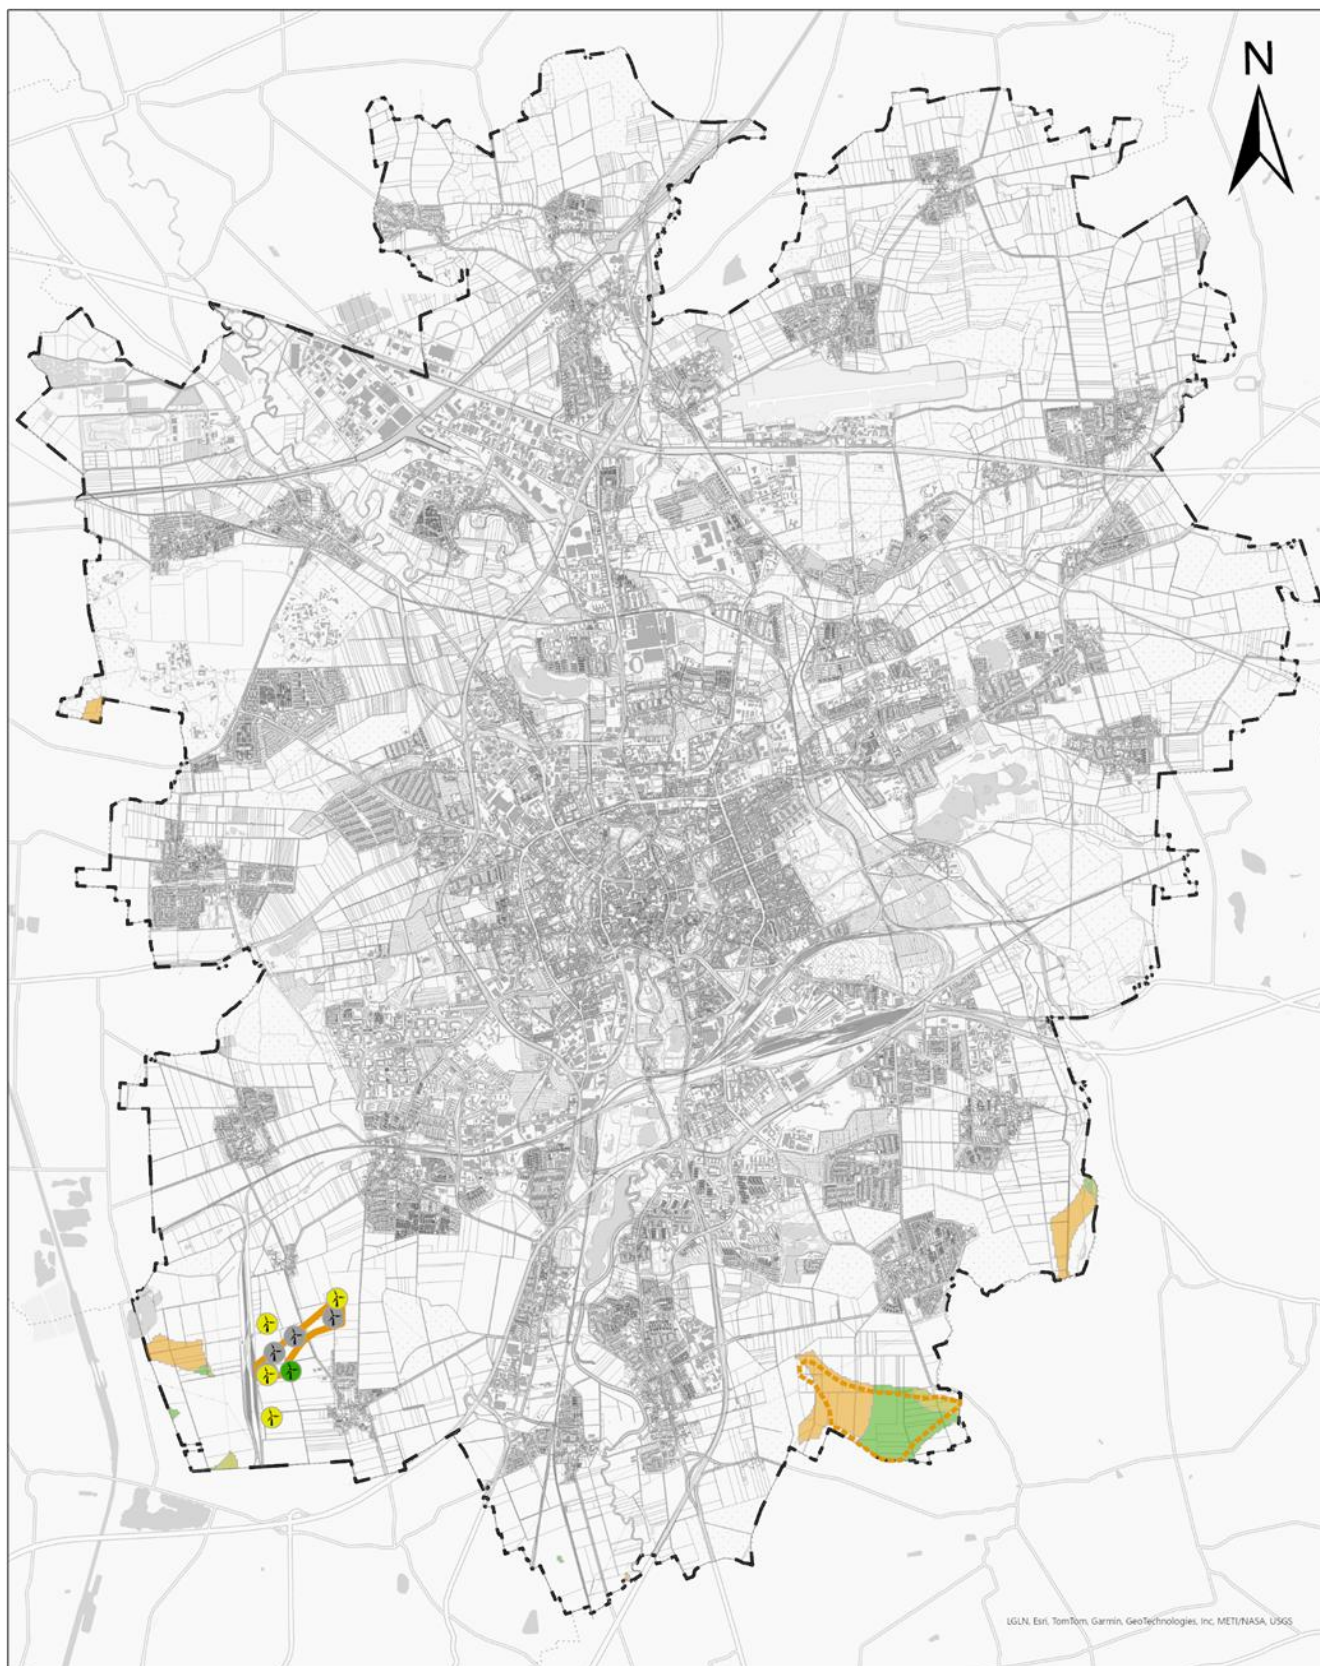 N
LGLN, Esri, TomTom, Garmin, GeoTechnologies, Inc, METI/NASA, USGS